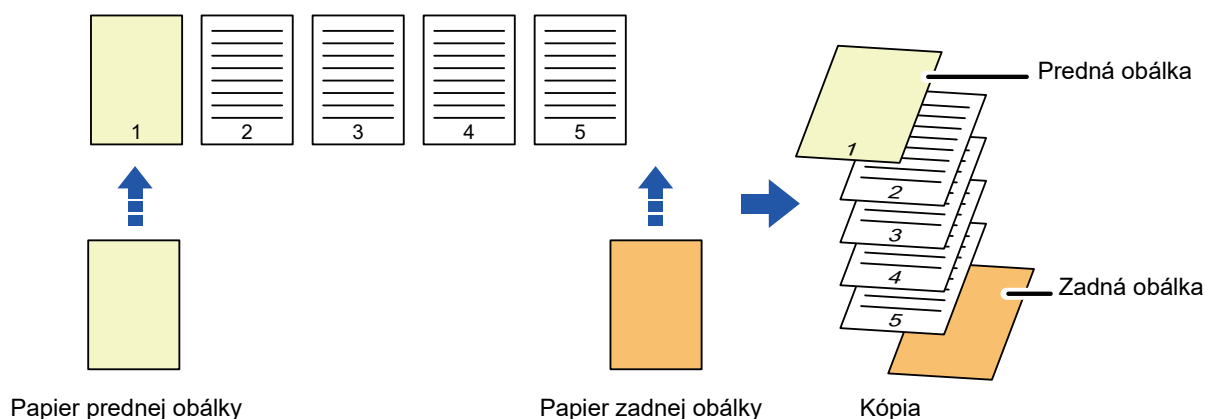 1
2
3
4
5
Predná obálka
1
2
3
4
5
Zadná obálka
Papier prednej obálky
Papier zadnej obálky
Kópia